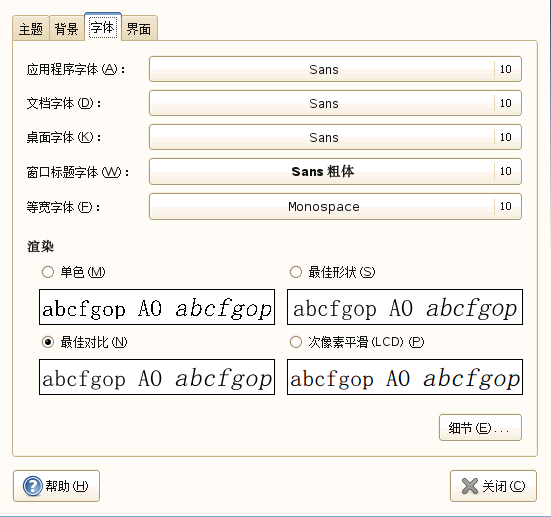 主题 背景 字体 界面
应用程序字体(A): Sans 10
文档字体(D): Sans 10
桌面字体(K): Sans 10
窗口标题字体(W): Sans 粗体 10
等宽字体(F): Monospace 10
渲染
单色(M) 最佳形状(S)
abcfgop AO abcfgop abcfgop AO abcfgop
最佳对比(N) 次像素平滑(LCD)(P)
abcfgop AO abcfgop abcfgop AO abcfgop
细节(E)...
帮助(H) 关闭(C)